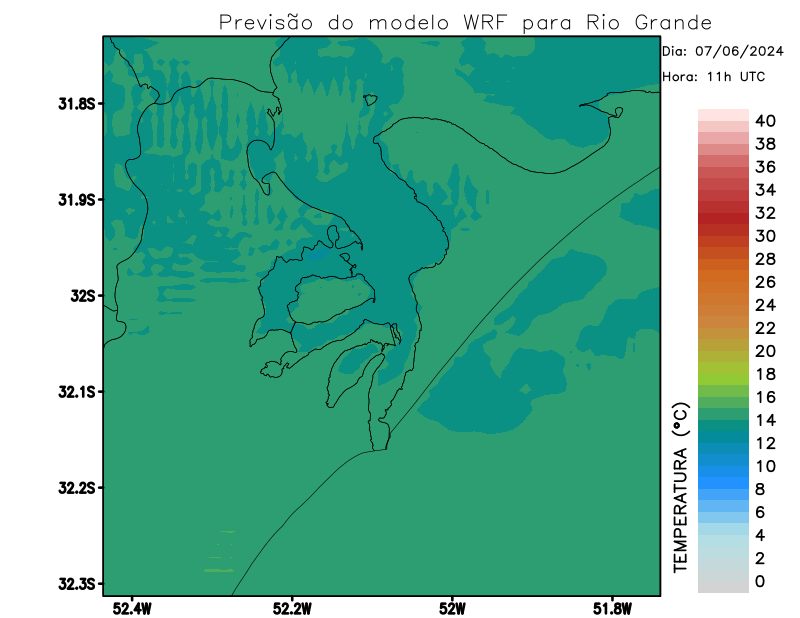 Previsão do modelo WRF para Rio Grande
Dia: 07/06/2024
Hora: 11h UTC
31.8S
31.9S
32S
32.1S
32.2S
32.3S
52.4W
52.2W
52W
51.8W
TEMPERATURA (°C)
40
38
36
34
32
30
28
26
24
22
20
18
16
14
12
10
8
6
4
2
0